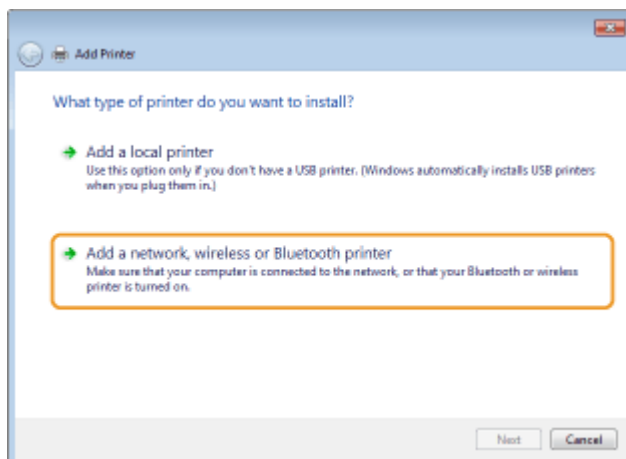 Add Printer
What type of printer do you want to install?
Add a local printer
Use this option only if you don't have a USB printer. (Windows automatically installs USB printers
when you plug them in.)
Add a network, wireless or Bluetooth printer
Make sure that your computer is connected to the network, or that your Bluetooth or wireless
printer is turned on.
Next Cancel